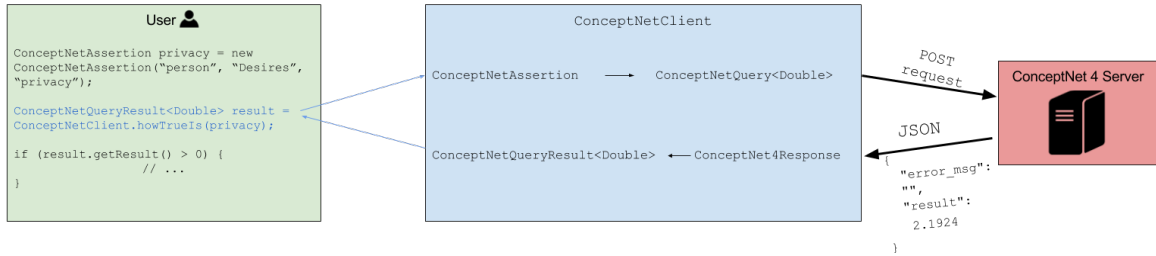 User
ConceptNetAssertion privacy = new
ConceptNetAssertion(“person”, “Desires”,
“privacy”);
ConceptNetQueryResult<Double> result =
ConceptNetClient.howTrueIs(privacy);
if (result.getResult() > 0) {
// ...
}
ConceptNetClient
ConceptNetAssertion
ConceptNetQuery<Double>
ConceptNetQueryResult<Double>
ConceptNet4Response
POST
request
JSON
{
"error_msg":
"",
"result":
2.1924
}
ConceptNet 4 Server